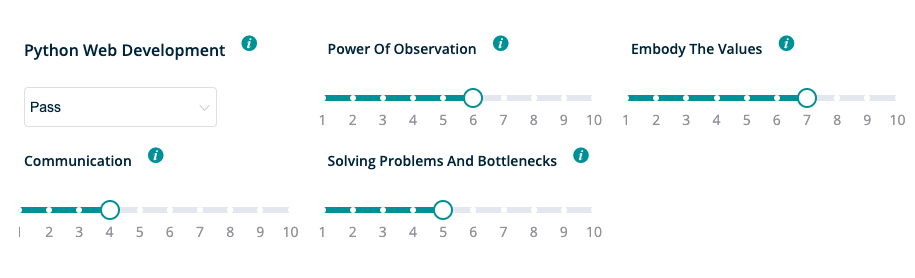 Python Web Development i
Power Of Observation i
Embody The Values i
Pass
1 2 3 4 5 6 7 8 9 10
1 2 3 4 5 6 7 8 9 10
Communication i
Solving Problems And Bottlenecks i
1 2 3 4 5 6 7 8 9 10
1 2 3 4 5 6 7 8 9 10